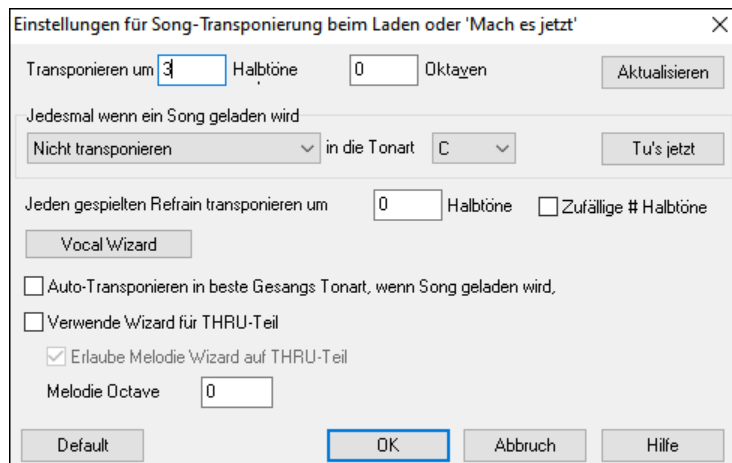 Einstellungen für Song-Transponierung beim Laden oder 'Mach es jetzt'
Transponieren um 3 Halbtöne 0 Oktaven Aktualisieren
Jedesmal wenn ein Song geladen wird
Nicht transponieren in die Tonart C Tu's jetzt
Jeden gespielten Refrain transponieren um 0 Halbtöne Zufällige # Halbtöne
Vocal Wizard
Auto-Transponieren in beste Gesangs Tonart, wenn Song geladen wird,
Verwende Wizard für THRU-Teil
Erlaube Melodie Wizard auf THRU-Teil
Melodie Octave 0
Default OK Abbruch Hilfe